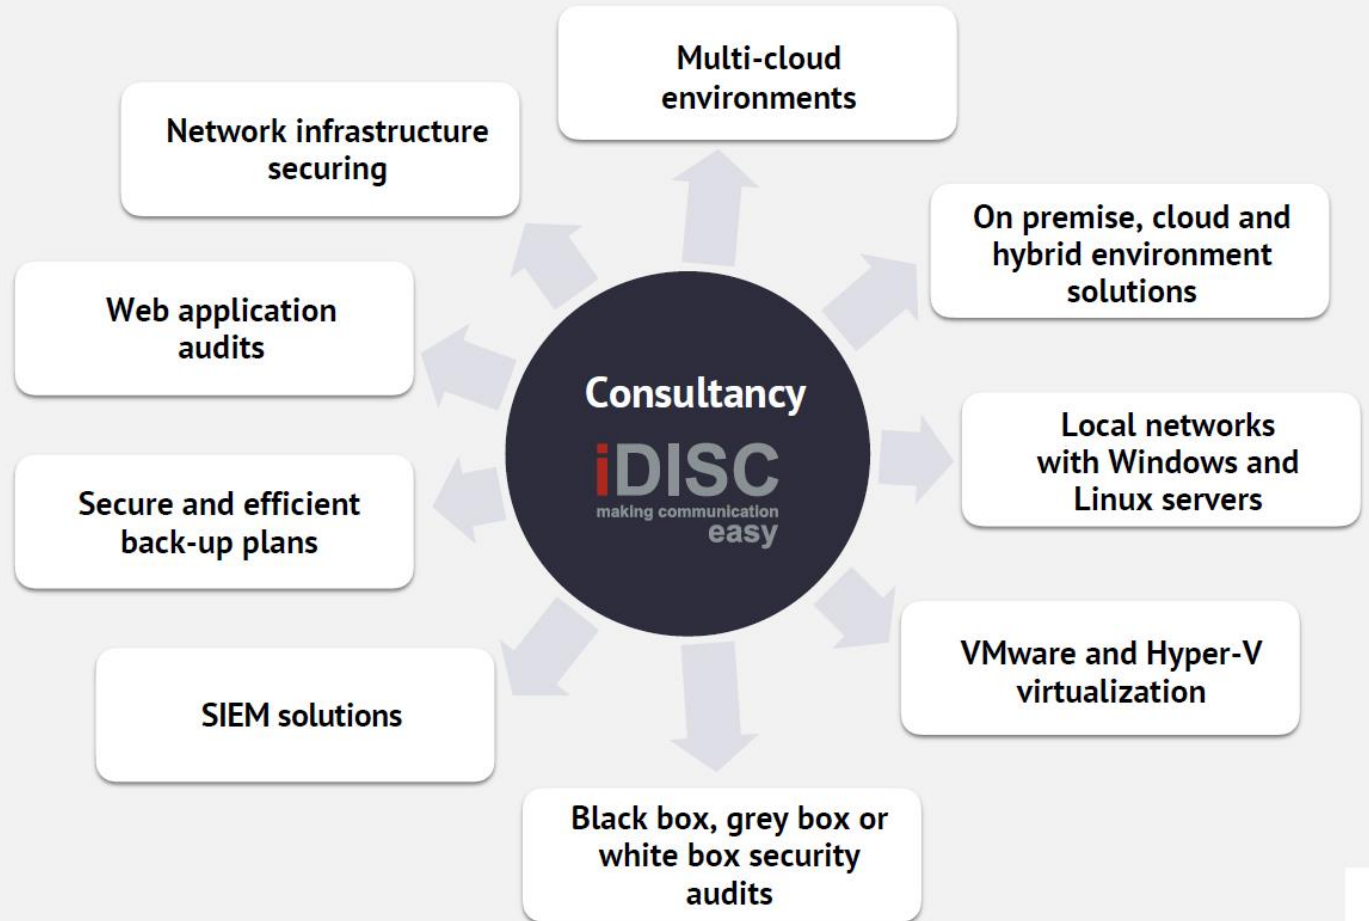 Multi-cloud
environments
Network infrastructure
securing
On premise, cloud and
hybrid environment
solutions
Web application
audits
Consultancy
iDISC
making communication
easy
Local networks
with Windows and
Linux servers
Secure and efficient
back-up plans
VMware and Hyper-V
virtualization
SIEM solutions
Black box, grey box or
white box security
audits